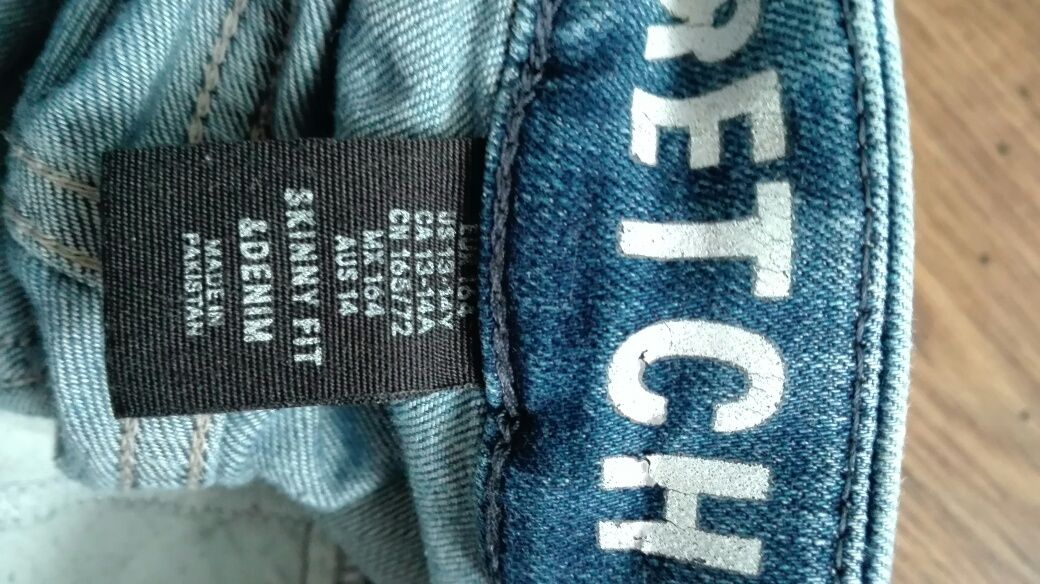 RETCH
EUR 164
US 13-14Y
CA 13-14A
CN 165/72
MX 164
AUS 14
SKINNY FIT
&DENIM
MADE IN
PAKISTAN